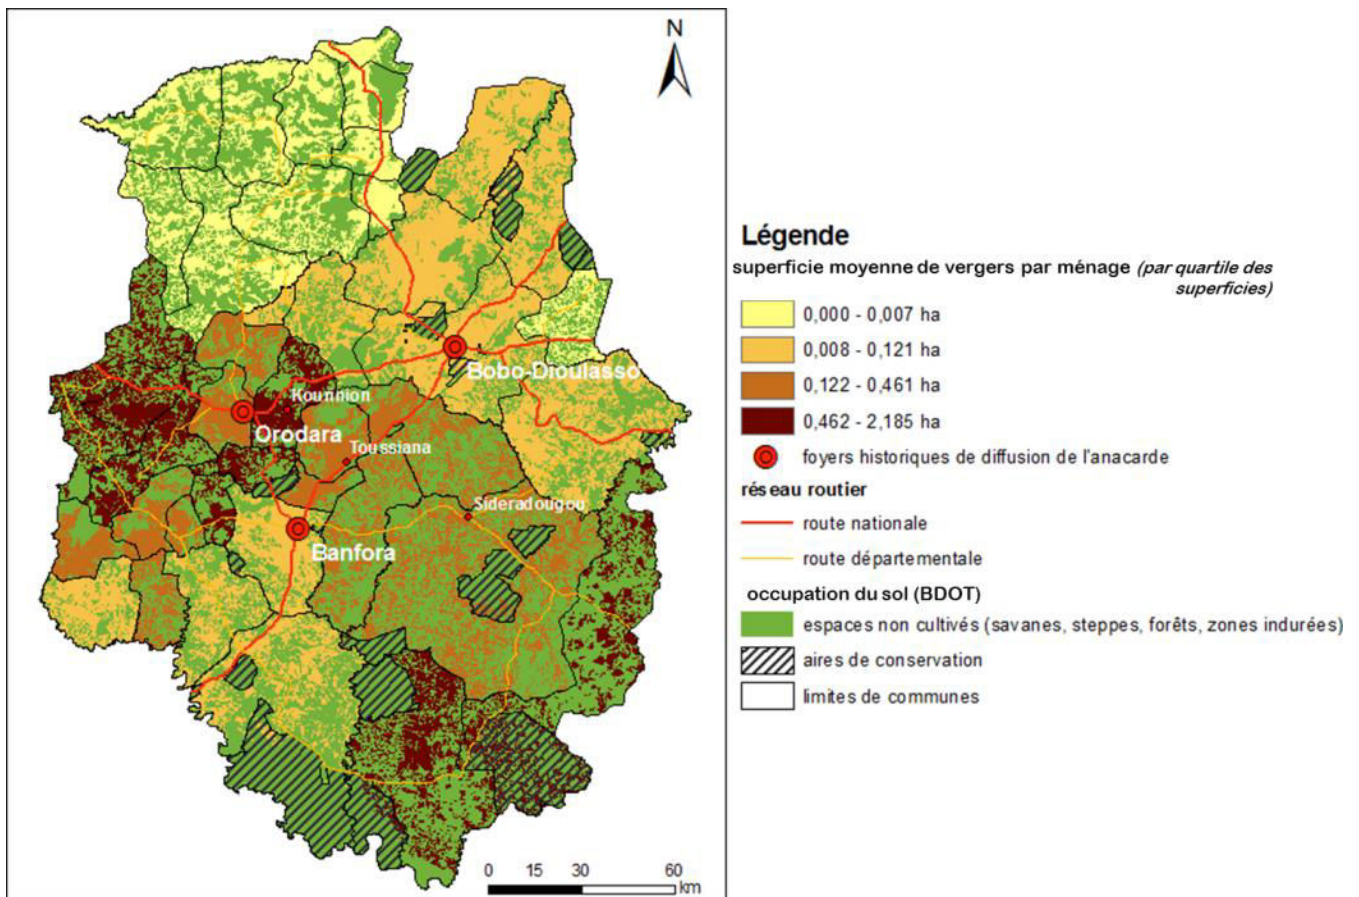 N
Bobo-Dioulasso
Kourinion
Orodara
Toussiana
Sideradougou
Banfora
0 15 30 60
km
Légende
superficie moyenne de vergers par ménage (par quartile des
superficies)
0,000 - 0,007 ha
0,008 - 0,121 ha
0,122 - 0,461 ha
0,462 - 2,185 ha
foyers historiques de diffusion de l'anacarde
réseau routier
route nationale
route départementale
occupation du sol (BDOT)
espaces non cultivés (savanes, steppes, forêts, zones indurées)
aires de conservation
limites de communes